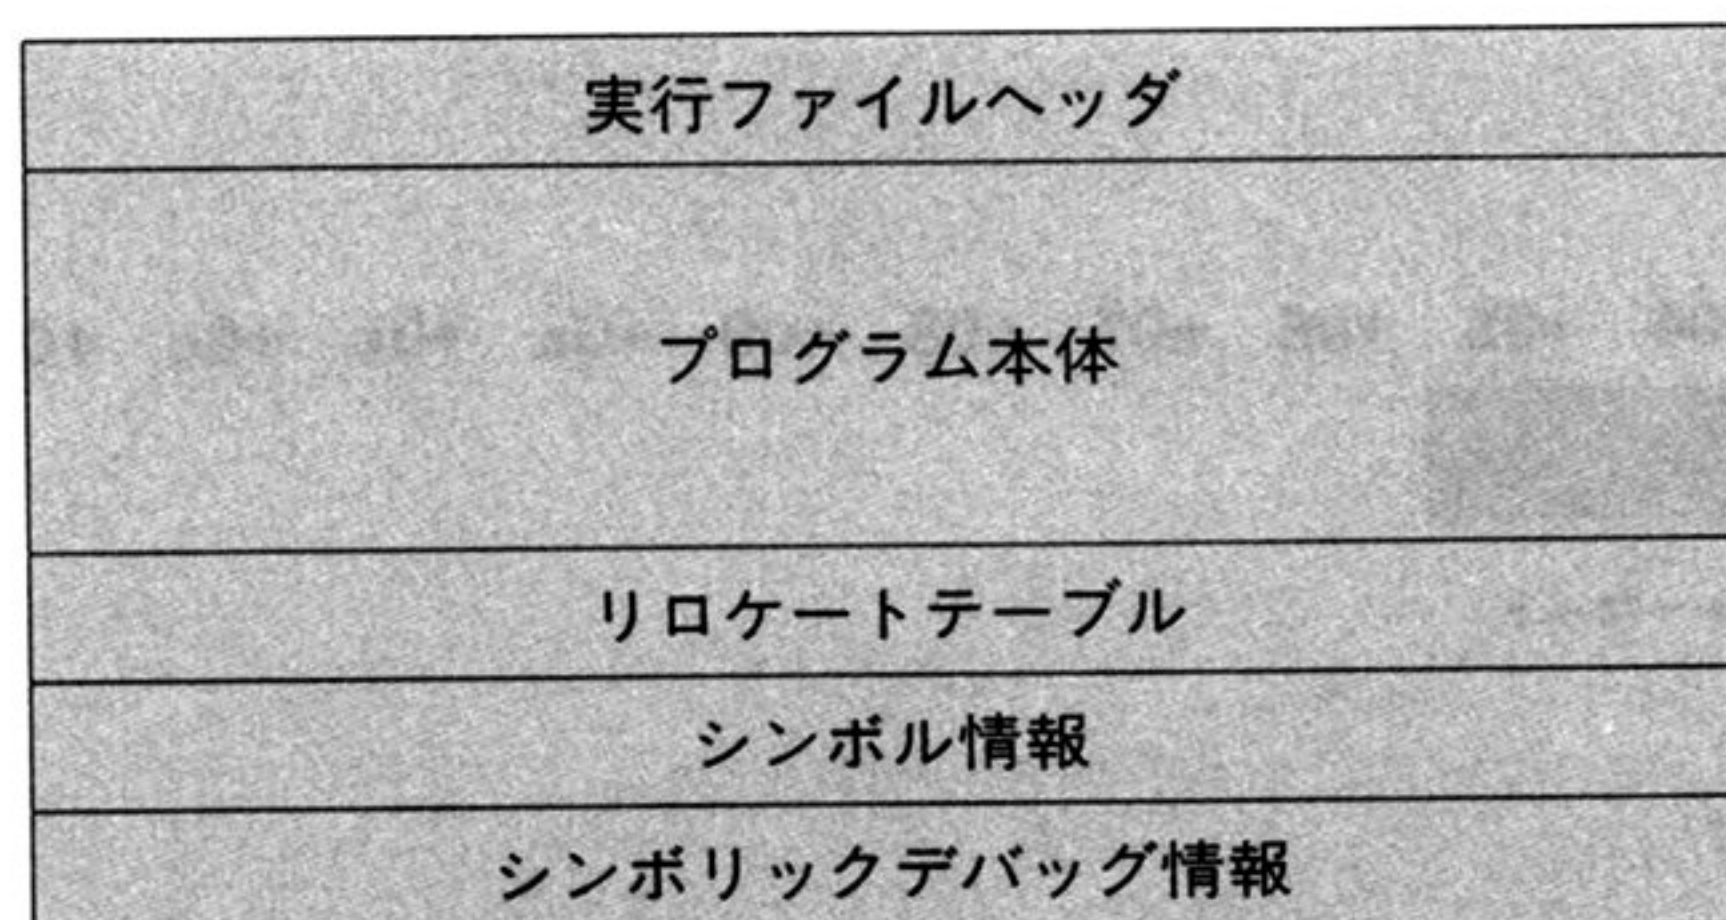 実行ファイルヘッダ
プログラム本体
リロケートテーブル
シンボル情報
シンボリックデバッグ情報